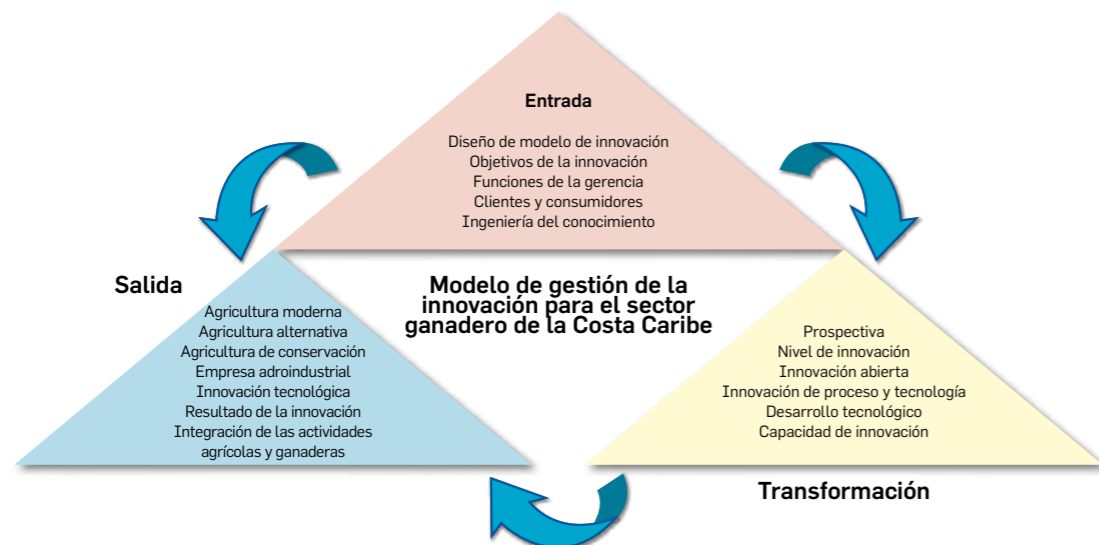 Entrada
Diseño de modelo de innovación
Objetivos de la innovación
Funciones de la gerencia
Clientes y consumidores
Ingeniería del conocimiento
Modelo de gestión de la
innovación para el sector
ganadero de la Costa Caribe
Salida
Agricultura moderna
Agricultura alternativa
Agricultura de conservación
Empresa adroindustrial
Innovación tecnológica
Resultado de la innovación
Integración de las actividades
agrícolas y ganaderas
Prospectiva
Nivel de innovación
Innovación abierta
Innovación de proceso y tecnología
Desarrollo tecnológico
Capacidad de innovación
Transformación